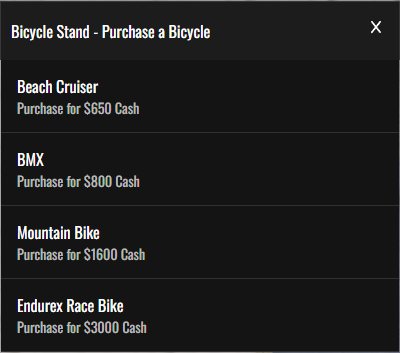 Bicycle Stand - Purchase a Bicycle X
Beach Cruiser
Purchase for $650 Cash
BMX
Purchase for $800 Cash
Mountain Bike
Purchase for $1600 Cash
Endurex Race Bike
Purchase for $3000 Cash